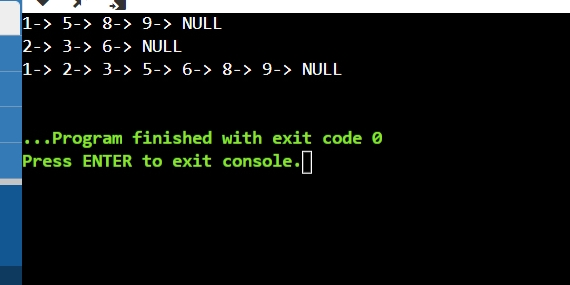 1-> 5-> 8-> 9-> NULL
2-> 3-> 6-> NULL
1-> 2-> 3-> 5-> 6-> 8-> 9-> NULL
...Program finished with exit code 0
Press ENTER to exit console.